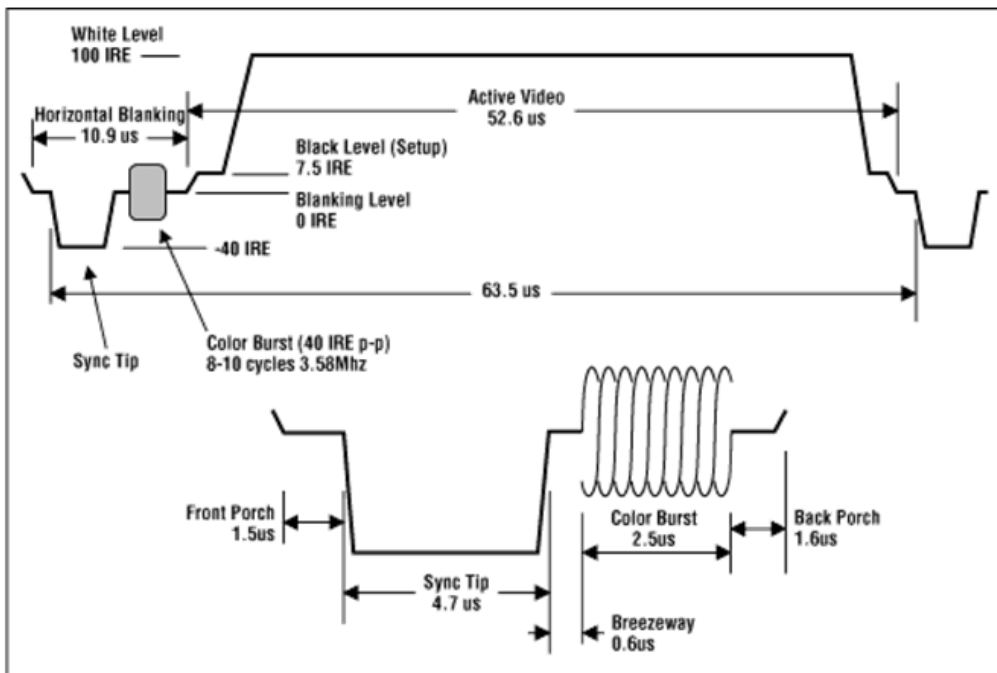 White Level
100 IRE
Horizontal Blanking
10.9 us
Active Video
52.6 us
Black Level (Setup)
7.5 IRE
Blanking Level
0 IRE
-40 IRE
63.5 us
Sync Tip
Color Burst (40 IRE p-p)
8-10 cycles 3.58Mhz
Front Porch
1.5us
Color Burst
2.5us
Back Porch
1.6us
Sync Tip
4.7 us
Breezeway
0.6us